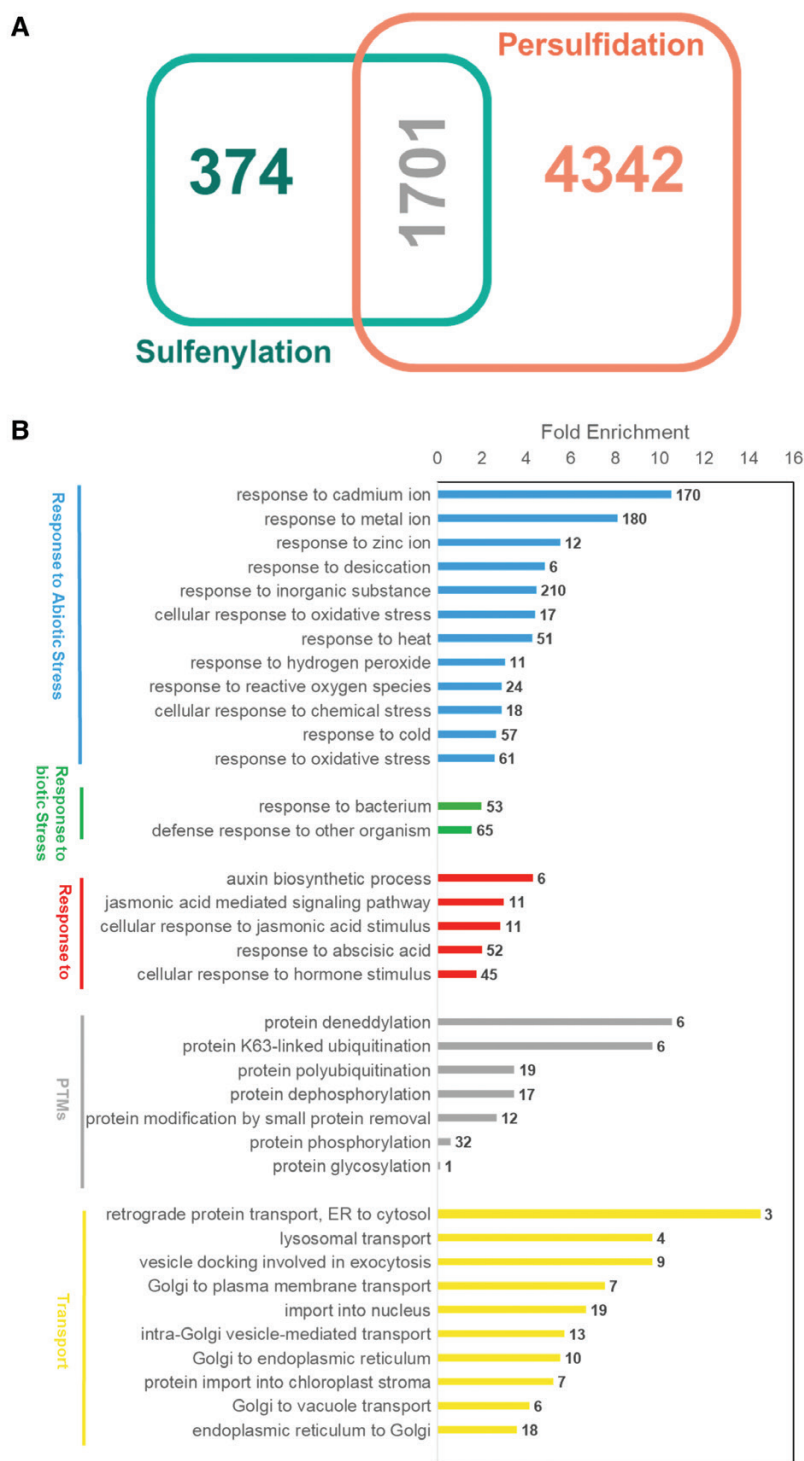 A
Persulfidation
374
1701
4342
Sulfenylation
B
Fold Enrichment
0 2 4 6 8 10 12 14 16
Response to Abiotic Stress
response to cadmium ion 170
response to metal ion 180
response to zinc ion 12
response to desiccation 6
response to inorganic substance 210
cellular response to oxidative stress 17
response to heat 51
response to hydrogen peroxide 11
response to reactive oxygen species 24
cellular response to chemical stress 18
response to cold 57
response to oxidative stress 61
Response to
biotic Stress
response to bacterium 53
defense response to other organism 65
Response to
auxin biosynthetic process 6
jasmonic acid mediated signaling pathway 11
cellular response to jasmonic acid stimulus 11
response to abscisic acid 52
cellular response to hormone stimulus 45
PTMs
protein deneddylation 6
protein K63-linked ubiquitination 6
protein polyubiquitination 19
protein dephosphorylation 17
protein modification by small protein removal 12
protein phosphorylation 32
protein glycosylation 1
Transport
retrograde protein transport, ER to cytosol 3
lysosomal transport 4
vesicle docking involved in exocytosis 9
Golgi to plasma membrane transport 7
import into nucleus 19
intra-Golgi vesicle-mediated transport 13
Golgi to endoplasmic reticulum 10
protein import into chloroplast stroma 7
Golgi to vacuole transport 6
endoplasmic reticulum to Golgi 18